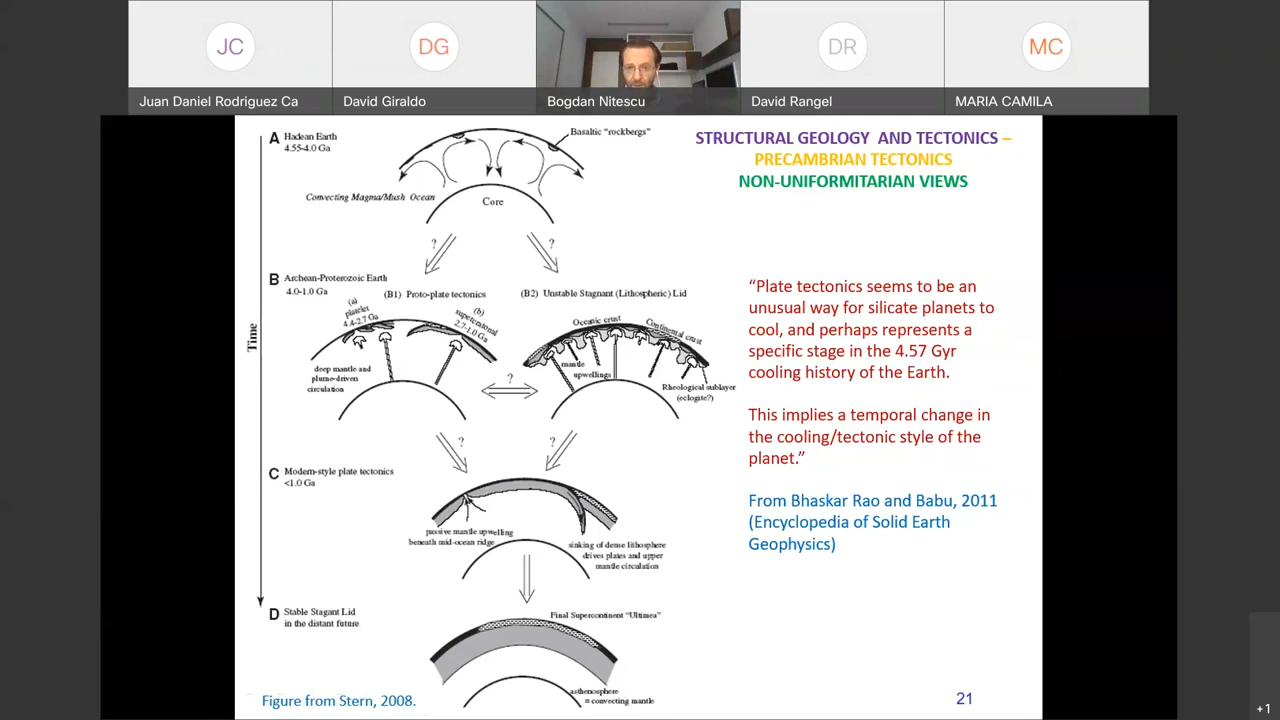 JC
DG
DR
MC
Juan Daniel Rodriguez Ca
David Giraldo
Bogdan Nitescu
David Rangel
MARIA CAMILA
STRUCTURAL GEOLOGY AND TECTONICS –
PRECAMBRIAN TECTONICS
NON-UNIFORMITARIAN VIEWS
Time
A Hadean Earth
4.55-4.0 Ga
Basaltic "rockbergs"
Convecting Magma/Mush Ocean
Core
?
?
B Archean-Proterozoic Earth
4.0-1.0 Ga
(B1) Proto-plate tectonics
(a)
platelet
4.4-2.7 Ga
(b)
supercratonal
2.7-1.0 Ga
deep mantle and
plume-driven
circulation
?
(B2) Unstable Stagnant (Lithospheric) Lid
Oceanic crust
Continental crust
mantle
upwellings
Rheological sublayer
(eclogite?)
?
?
C Modern-style plate tectonics
<1.0 Ga
passive mantle upwelling
beneath mid-ocean ridge
sinking of dense lithosphere
drives plates and upper
mantle circulation
D Stable Stagant Lid
in the distant future
Final Supercontinent "Ultimea"
asthenosphere
= convecting mantle
Figure from Stern, 2008.
“Plate tectonics seems to be an
unusual way for silicate planets to
cool, and perhaps represents a
specific stage in the 4.57 Gyr
cooling history of the Earth.
This implies a temporal change in
the cooling/tectonic style of the
planet.”
From Bhaskar Rao and Babu, 2011
(Encyclopedia of Solid Earth
Geophysics)
21
+1